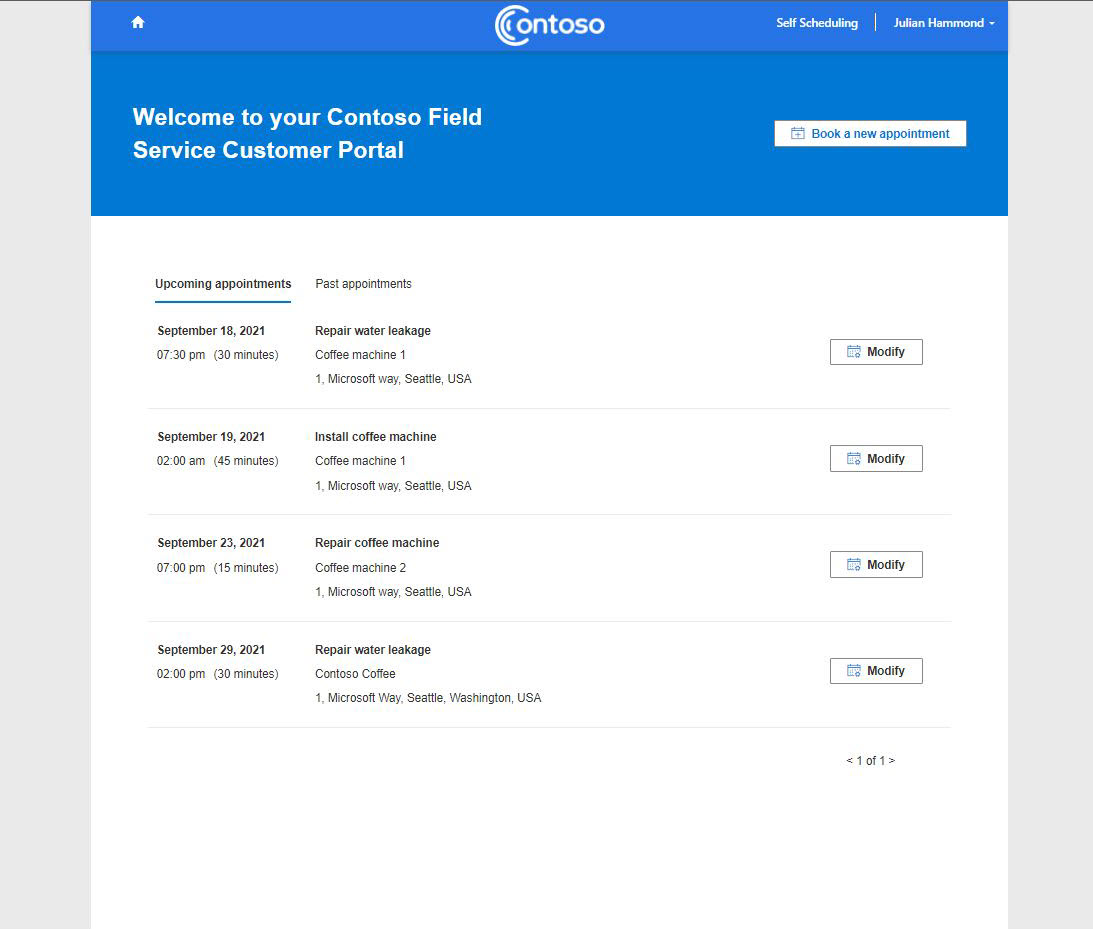 Contoso
Self Scheduling
Julian Hammond
Welcome to your Contoso Field
Service Customer Portal
Book a new appointment
Upcoming appointments
Past appointments
September 18, 2021
Repair water leakage
07:30 pm (30 minutes)
Coffee machine 1
1, Microsoft way, Seattle, USA
Modify
September 19, 2021
Install coffee machine
02:00 am (45 minutes)
Coffee machine 1
1, Microsoft way, Seattle, USA
Modify
September 23, 2021
Repair coffee machine
07:00 pm (15 minutes)
Coffee machine 2
1, Microsoft way, Seattle, USA
Modify
September 29, 2021
Repair water leakage
02:00 pm (30 minutes)
Contoso Coffee
1, Microsoft Way, Seattle, Washington, USA
Modify
< 1 of 1 >